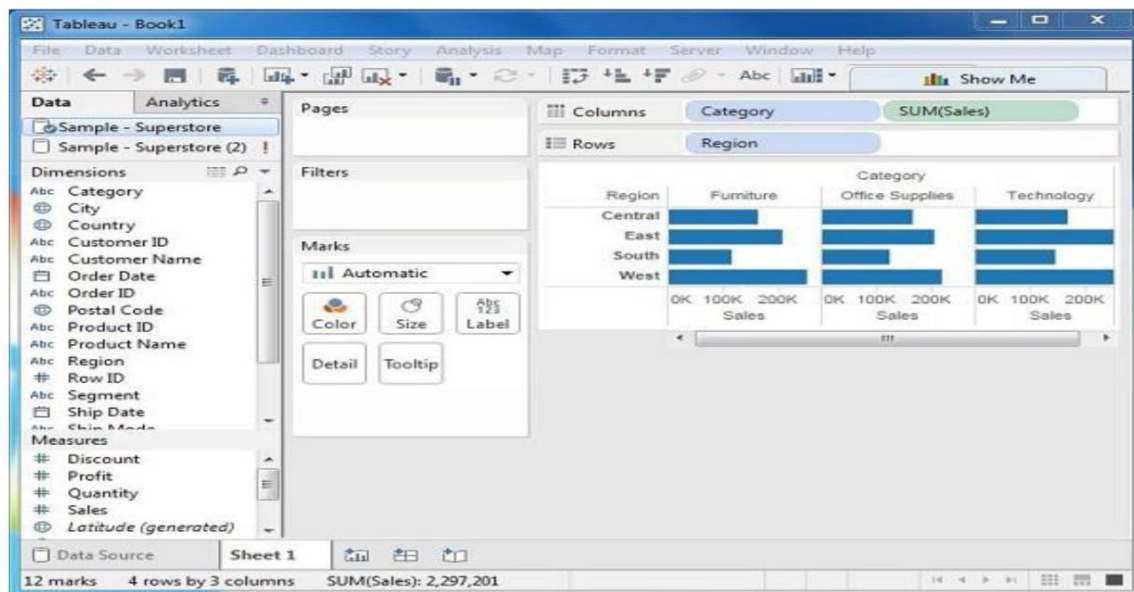 Tableau - Book1
File Data Worksheet Dashboard Story Analysis Map Format Server Window Help
Abc Show Me
Data Analytics
Sample - Superstore
Sample - Superstore (2) !
Dimensions
Abc Category
City
Country
Abc Customer ID
Abc Customer Name
Order Date
Abc Order ID
Postal Code
Abc Product ID
Abc Product Name
Abc Region
# Row ID
Abc Segment
Ship Date
Abc Ship Mode
Measures
# Discount
# Profit
# Quantity
# Sales
Latitude (generated)
Pages
Filters
Marks
Automatic
Color Size Abc 123 Label
Detail Tooltip
Columns Category SUM(Sales)
Rows Region
Category
Region Furniture Office Supplies Technology
Central
East
South
West
0K 100K 200K 0K 100K 200K 0K 100K 200K
Sales Sales Sales
Data Source Sheet 1
12 marks 4 rows by 3 columns SUM(Sales): 2,297,201